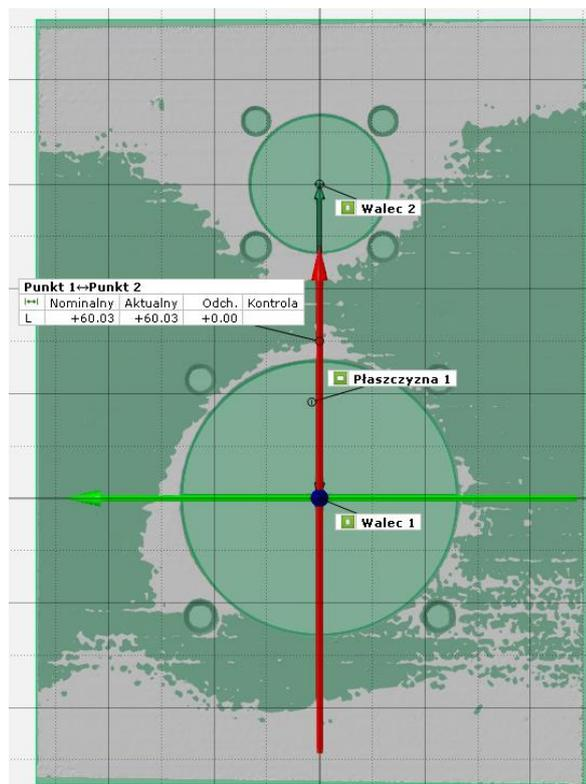 Walec 2
Punkt 1↔Punkt 2
Nominalny Aktualny Odch. Kontrola
L +60.03 +60.03 +0.00
Płaszczyzna 1
Walec 1